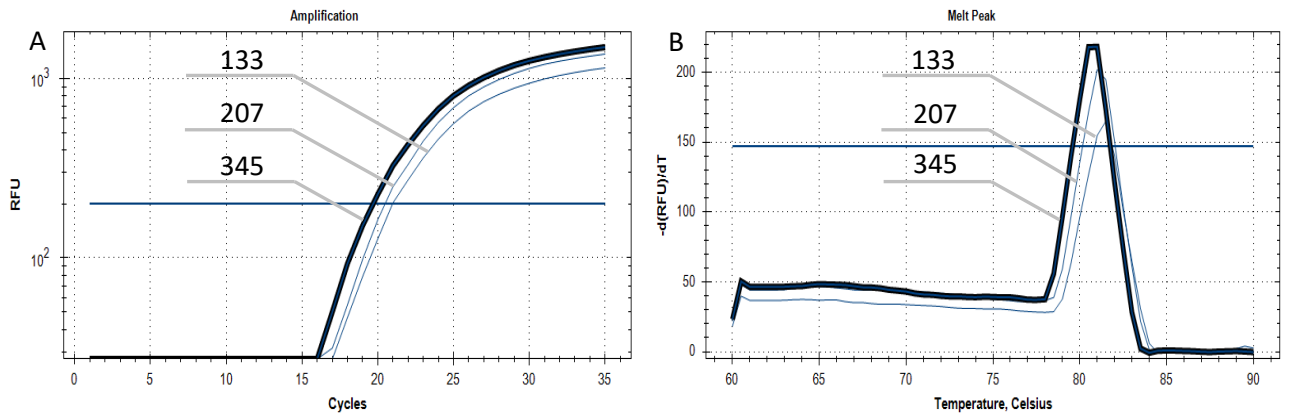 A
Amplification
133
207
345
RFU
10³
10²
0 5 10 15 20 25 30 35
Cycles
B
Melt Peak
133
207
345
-d(RFU)/dT
200
150
100
50
0
60 65 70 75 80 85 90
Temperature, Celsius